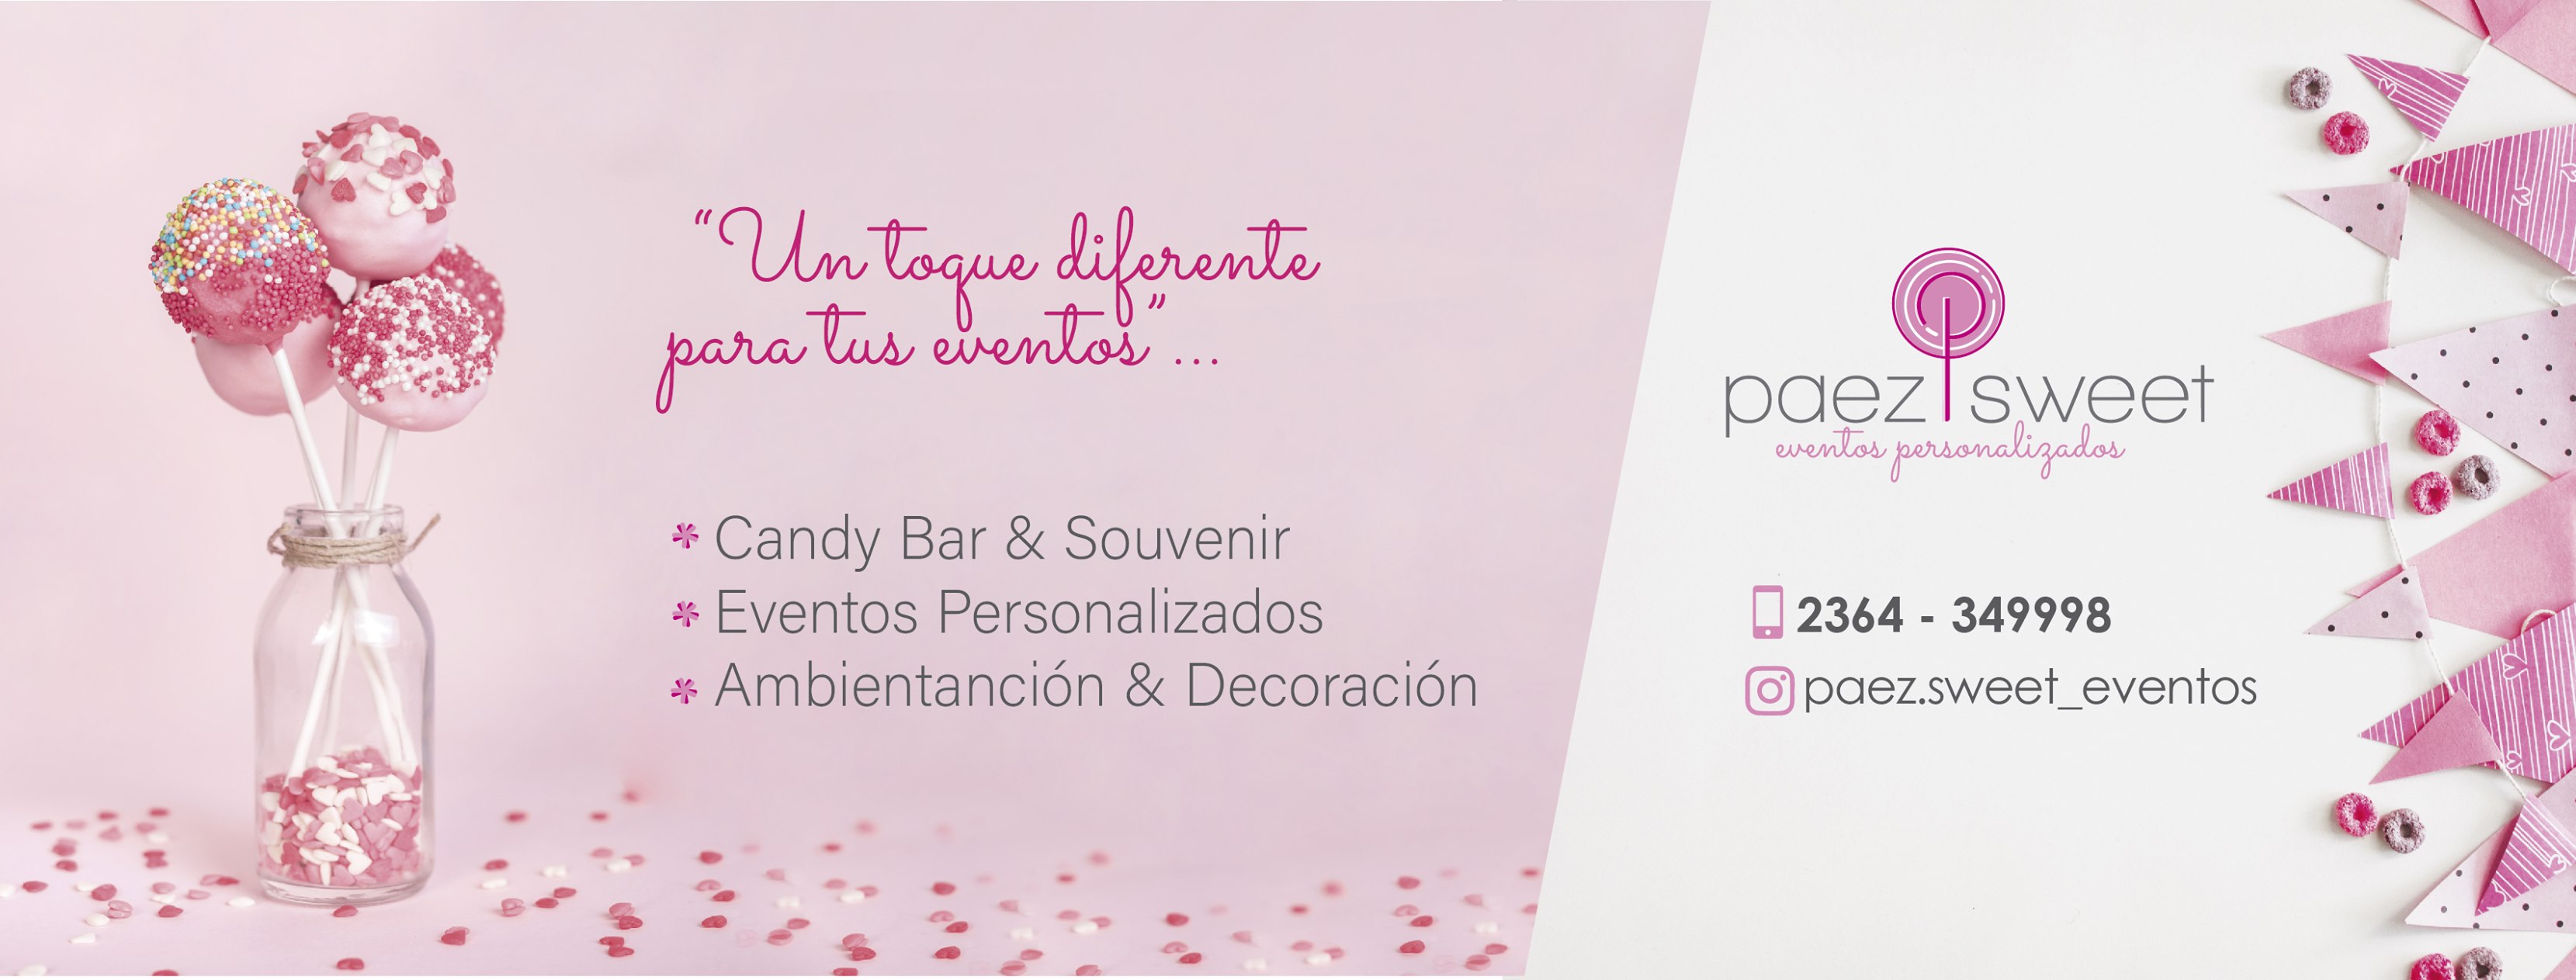 “Un toque diferente
para tus eventos”...
* Candy Bar & Souvenir
* Eventos Personalizados
* Ambientanción & Decoración
paez sweet
eventos personalizados
2364 - 349998
paez.sweet_eventos